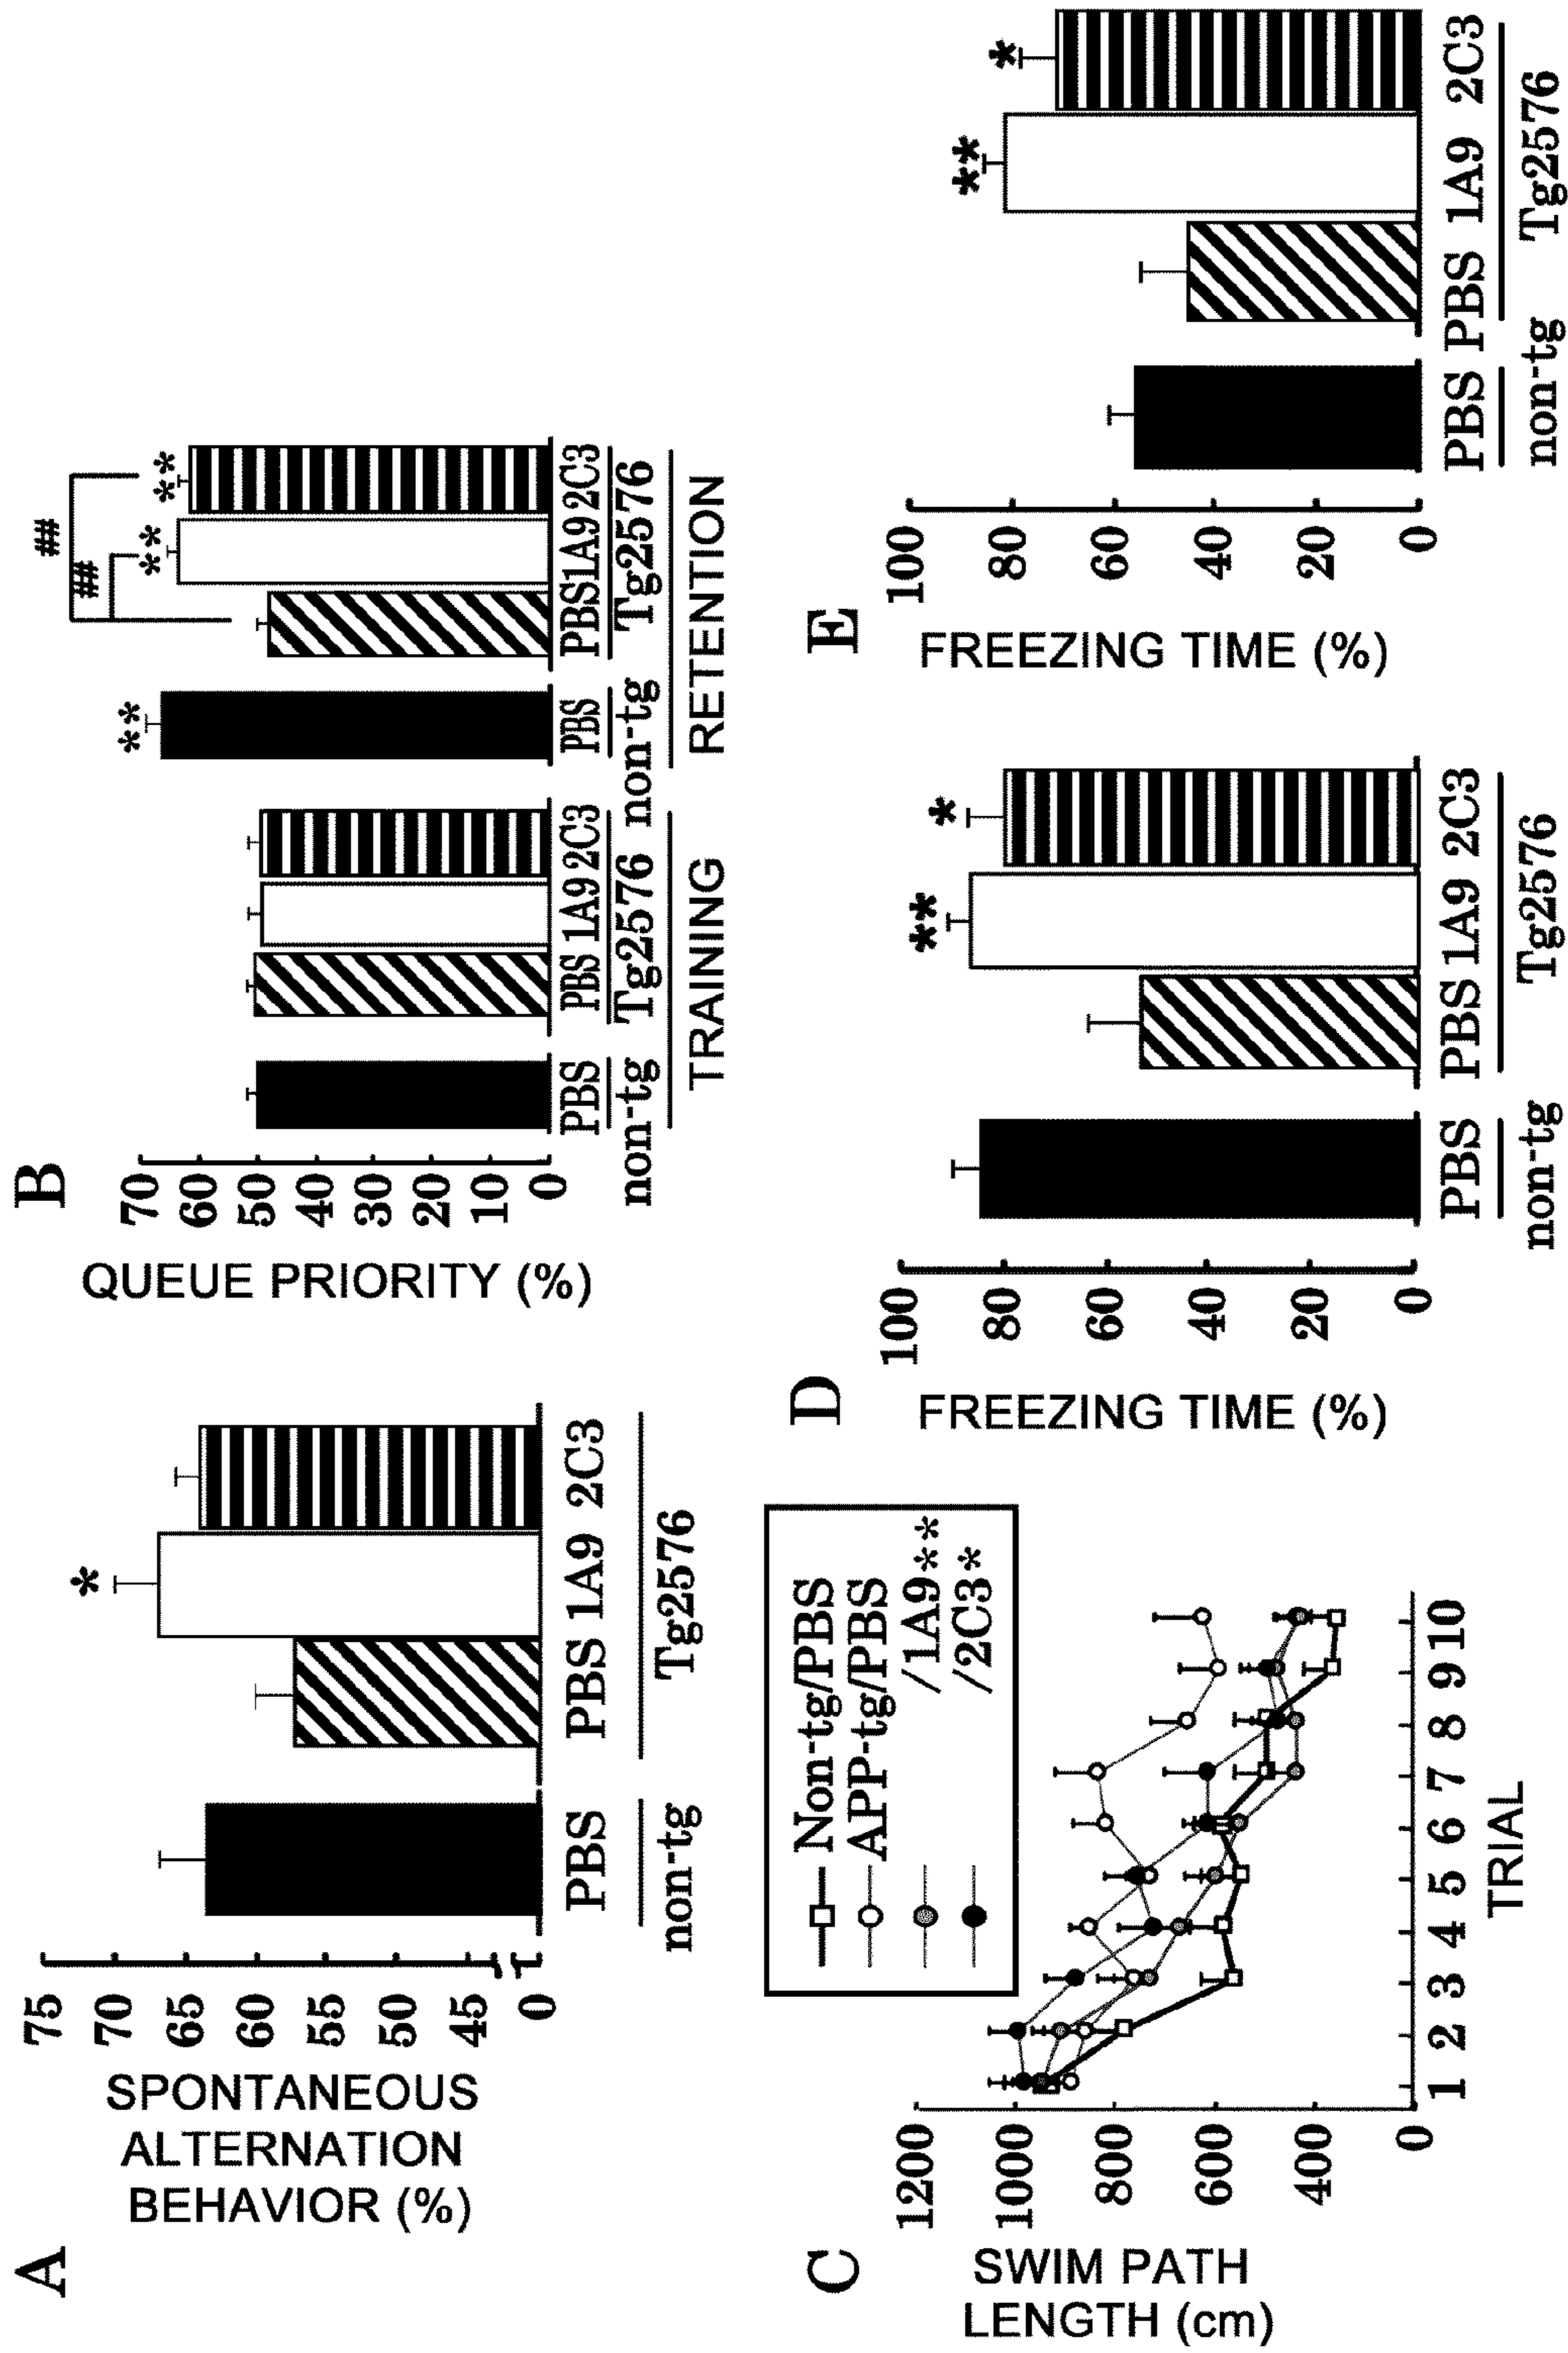 A
SPONTANEOUS
ALTERNATION
BEHAVIOR (%)
75
70
65
60
55
50
45
0
*
PBS PBS 1A9 2C3
non-tg Tg2576
B
QUEUE PRIORITY (%)
70
60
50
40
30
20
10
0
##
##
** ** **
PBS PBS 1A9 2C3 PBS PBS 1A9 2C3
non-tg Tg2576 non-tg Tg2576
TRAINING RETENTION
C
SWIM PATH
LENGTH (cm)
1200
1000
800
600
400
0
1 2 3 4 5 6 7 8 9 10
TRIAL
Non-tg/PBS
APP-tg/PBS
/1A9**
/2C3*
D
FREEZING TIME (%)
100
80
60
40
20
0
** *
PBS PBS 1A9 2C3
non-tg Tg2576
E
FREEZING TIME (%)
100
80
60
40
20
0
** *
PBS PBS 1A9 2C3
non-tg Tg2576